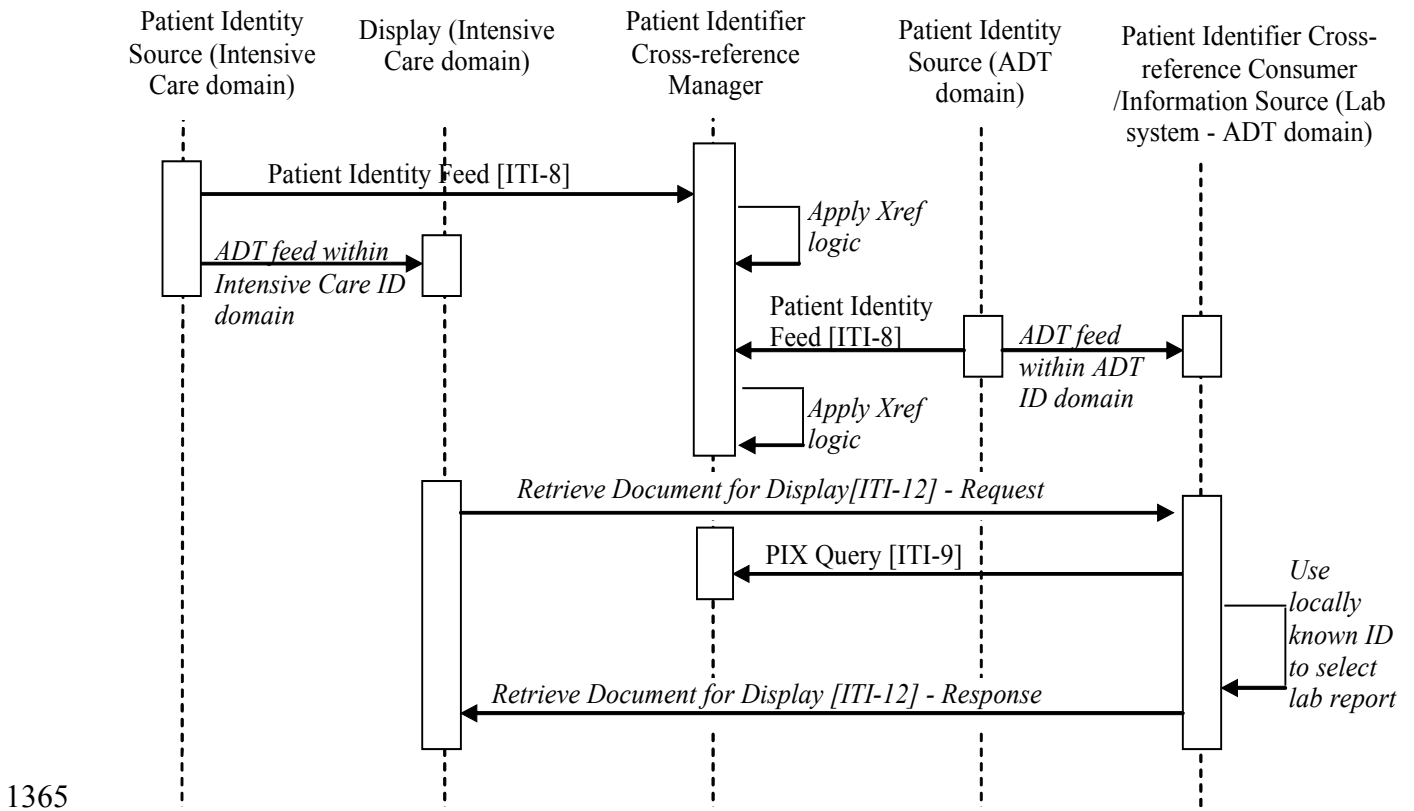 Patient Identity
Source (Intensive
Care domain)
Display (Intensive
Care domain)
Patient Identifier
Cross-reference
Manager
Patient Identity
Source (ADT
domain)
Patient Identifier Cross-
reference Consumer
/Information Source (Lab
system - ADT domain)
Patient Identity Feed [ITI-8]
Apply Xref
logic
ADT feed within
Intensive Care ID
domain
Patient Identity
Feed [ITI-8]
ADT feed
within ADT
ID domain
Apply Xref
logic
Retrieve Document for Display[ITI-12] - Request
PIX Query [ITI-9]
Use
locally
known ID
to select
lab report
Retrieve Document for Display [ITI-12] - Response
1365